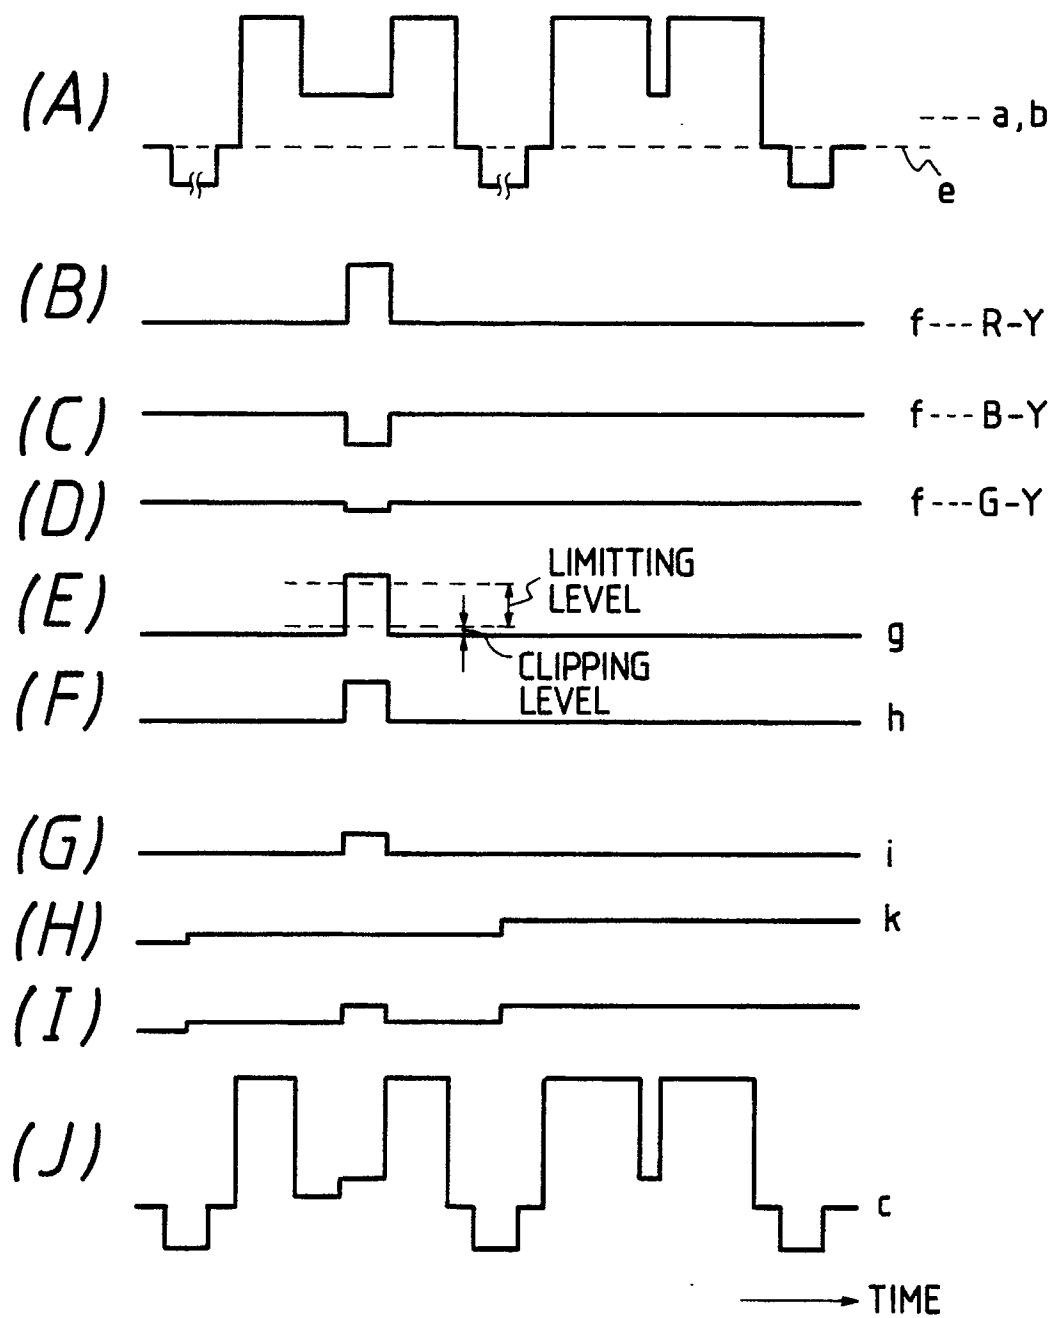 (A)
--- a, b
e
(B)
f --- R-Y
(C)
f --- B-Y
(D)
f --- G-Y
(E)
LIMITTING
LEVEL
g
CLIPPING
LEVEL
(F)
h
(G)
i
(H)
k
(I)
(J)
c
TIME